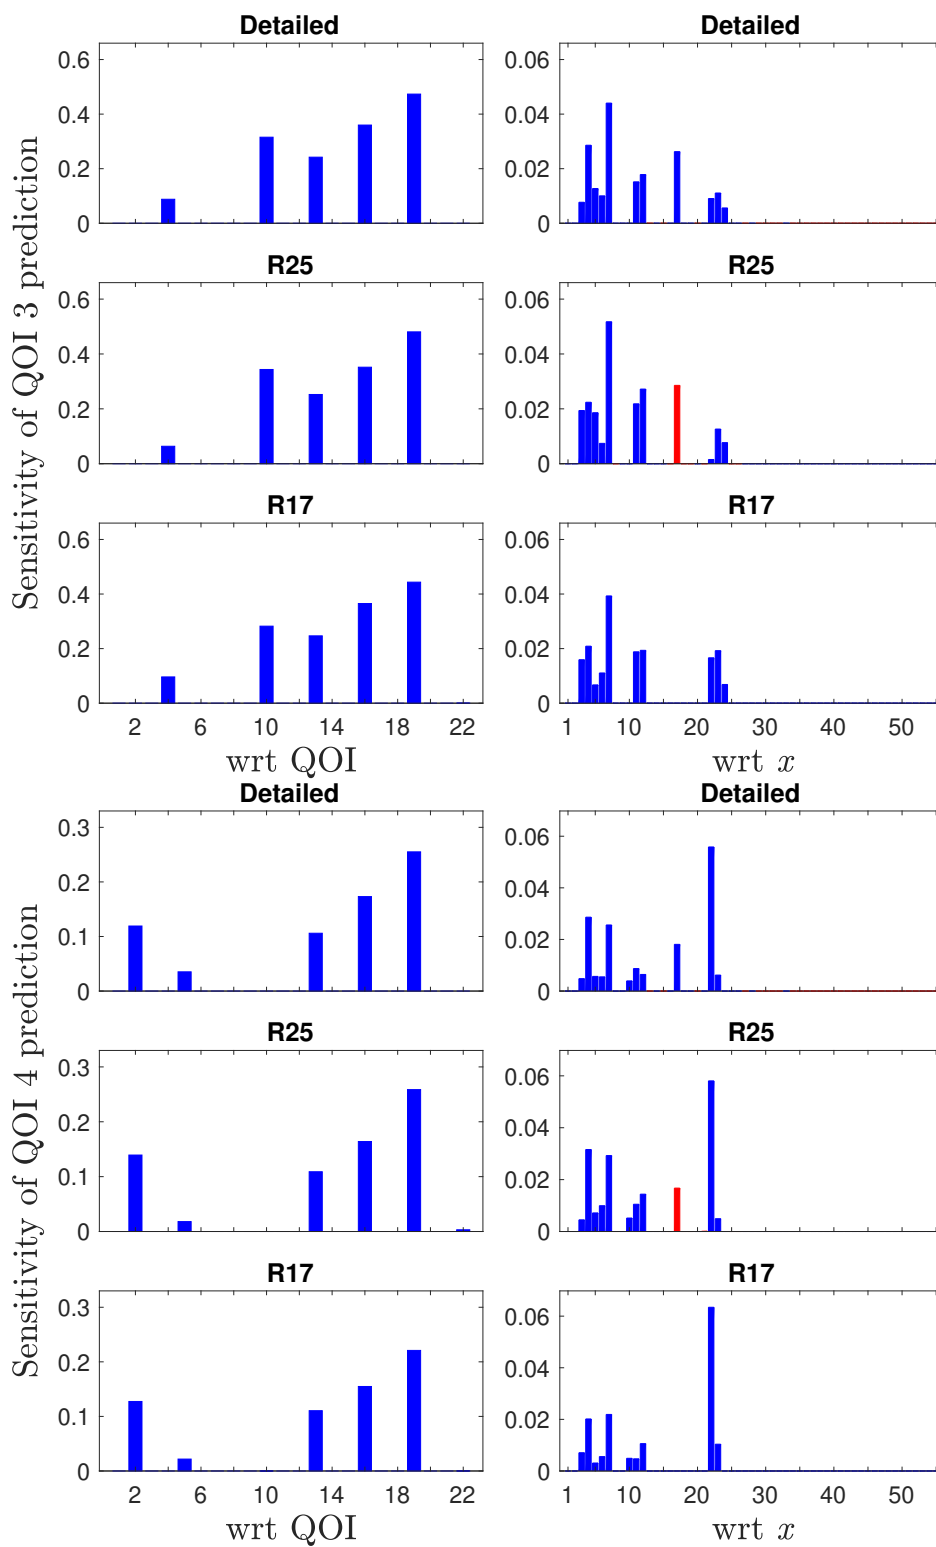 Sensitivity of QOI 3 prediction
Detailed
0.6
0.4
0.2
0
Detailed
0.06
0.04
0.02
0
R25
0.6
0.4
0.2
0
R25
0.06
0.04
0.02
0
R17
0.6
0.4
0.2
0
2 6 10 14 18 22
wrt QOI
R17
0.06
0.04
0.02
0
1 10 20 30 40 50
wrt x
Sensitivity of QOI 4 prediction
Detailed
0.3
0.2
0.1
0
Detailed
0.06
0.04
0.02
0
R25
0.3
0.2
0.1
0
R25
0.06
0.04
0.02
0
R17
0.3
0.2
0.1
0
2 6 10 14 18 22
wrt QOI
R17
0.06
0.04
0.02
0
1 10 20 30 40 50
wrt x